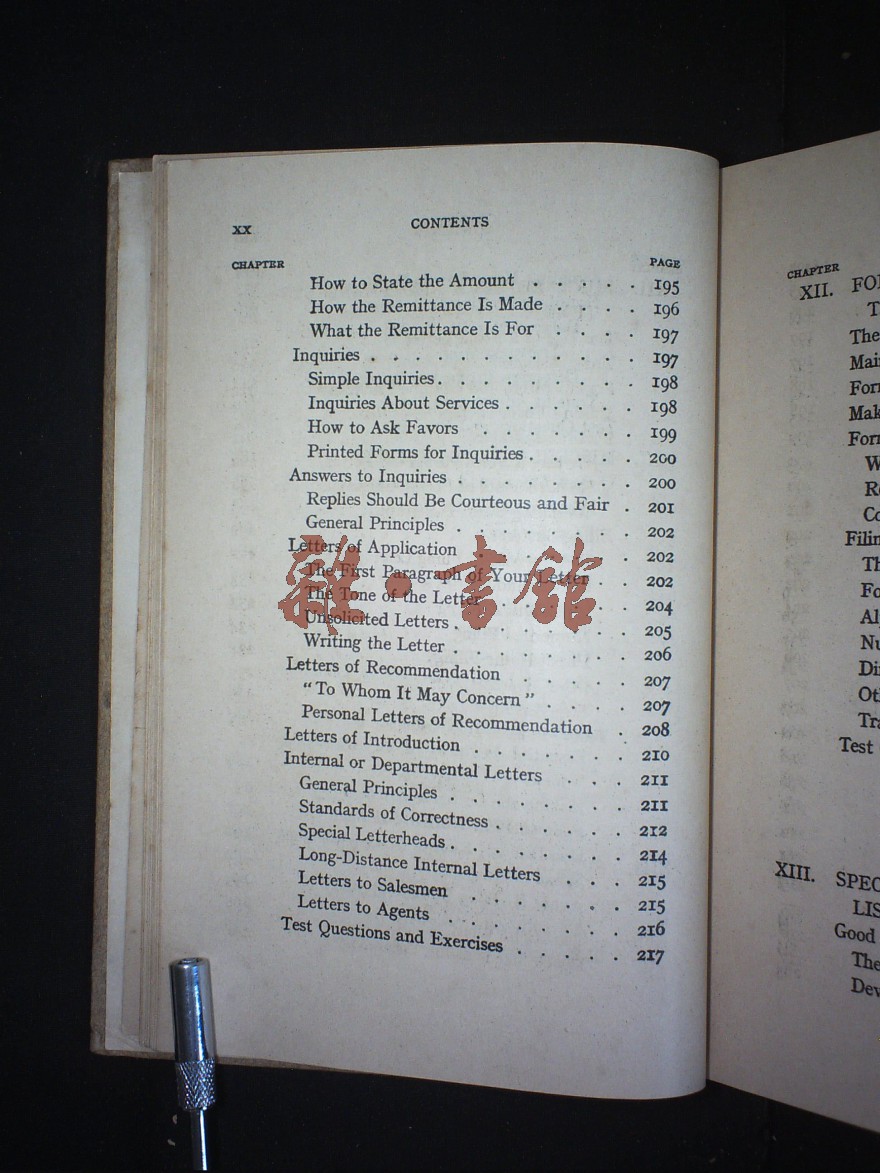 xx CONTENTS
CHAPTER PAGE
How to State the Amount . . . . . 195
How the Remittance Is Made . . . . 196
What the Remittance Is For . . . . 197
Inquiries . . . . . . . . . . . . 197
Simple Inquiries . . . . . . . . . 198
Inquiries About Services . . . . . . 198
How to Ask Favors . . . . . . . 199
Printed Forms for Inquiries . . . . . 200
Answers to Inquiries . . . . . . . . 200
Replies Should Be Courteous and Fair . 201
General Principles . . . . . . . . 202
Letters of Application . . . . . . . 202
The First Paragraph of Your Letter . . 202
The Tone of the Letter . . . . . . 204
Unsolicited Letters . . . . . . . . 205
Writing the Letter . . . . . . . . 206
Letters of Recommendation . . . . . 207
"To Whom It May Concern" . . . . 207
Personal Letters of Recommendation . 208
Letters of Introduction . . . . . . . 210
Internal or Departmental Letters . . . 211
General Principles . . . . . . . . 211
Standards of Correctness . . . . . . 212
Special Letterheads . . . . . . . . 214
Long-Distance Internal Letters . . . 215
Letters to Salesmen . . . . . . . 215
Letters to Agents . . . . . . . . 216
Test Questions and Exercises . . . . . 217
雜·書館
CHAPTER
XII.
The
Test
XIII.
Good
The